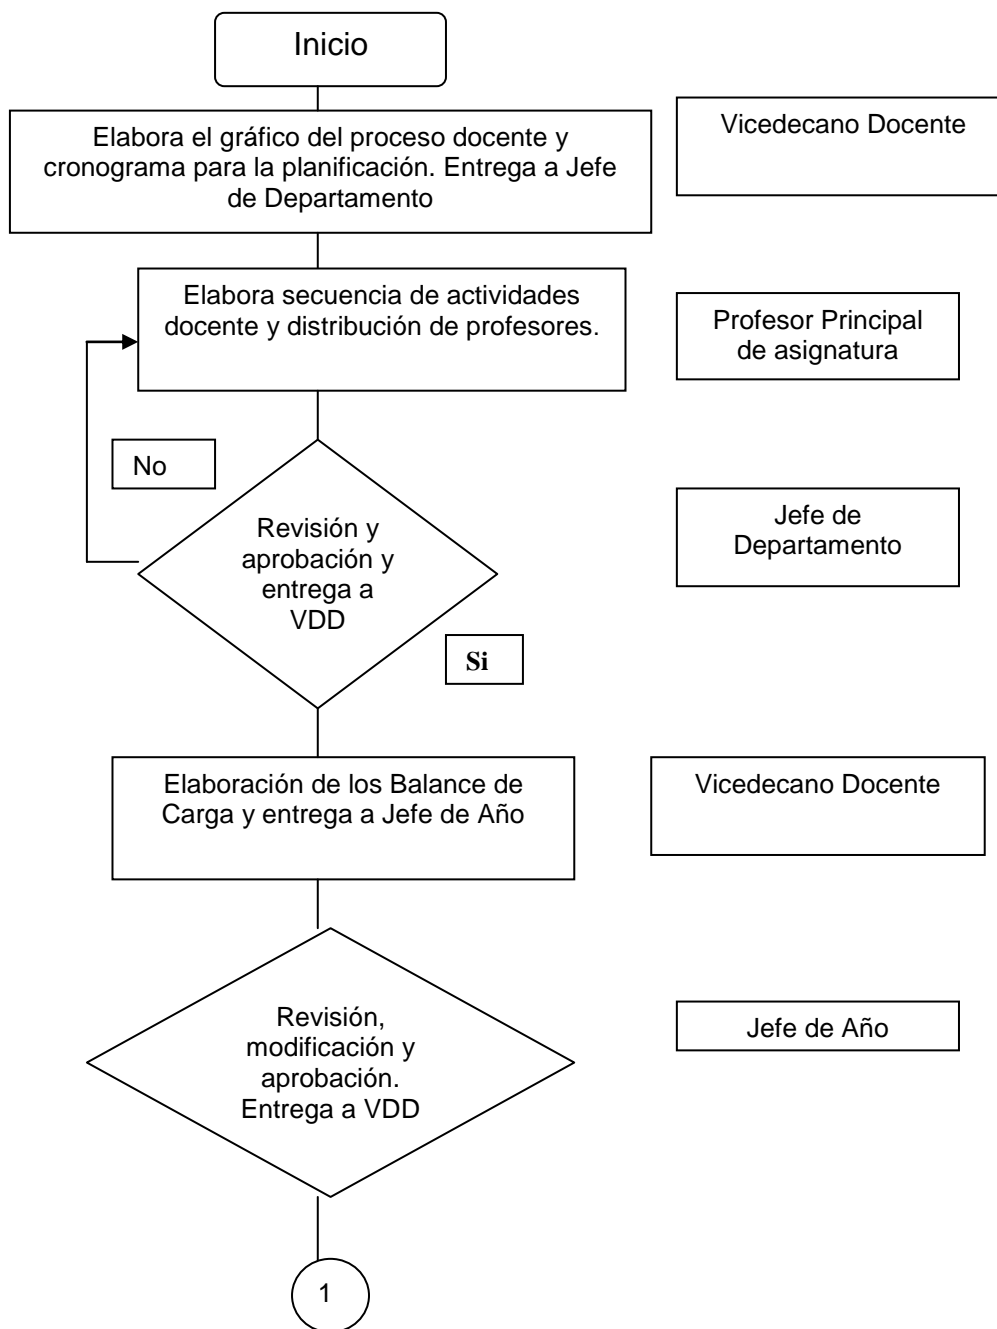 Inicio
Elabora el gráfico del proceso docente y
cronograma para la planificación. Entrega a Jefe
de Departamento
Vicedecano Docente
Elabora secuencia de actividades
docente y distribución de profesores.
Profesor Principal
de asignatura
No
Revisión y
aprobación y
entrega a
VDD
Jefe de
Departamento
Si
Elaboración de los Balance de
Carga y entrega a Jefe de Año
Vicedecano Docente
Revisión,
modificación y
aprobación.
Entrega a VDD
Jefe de Año
1